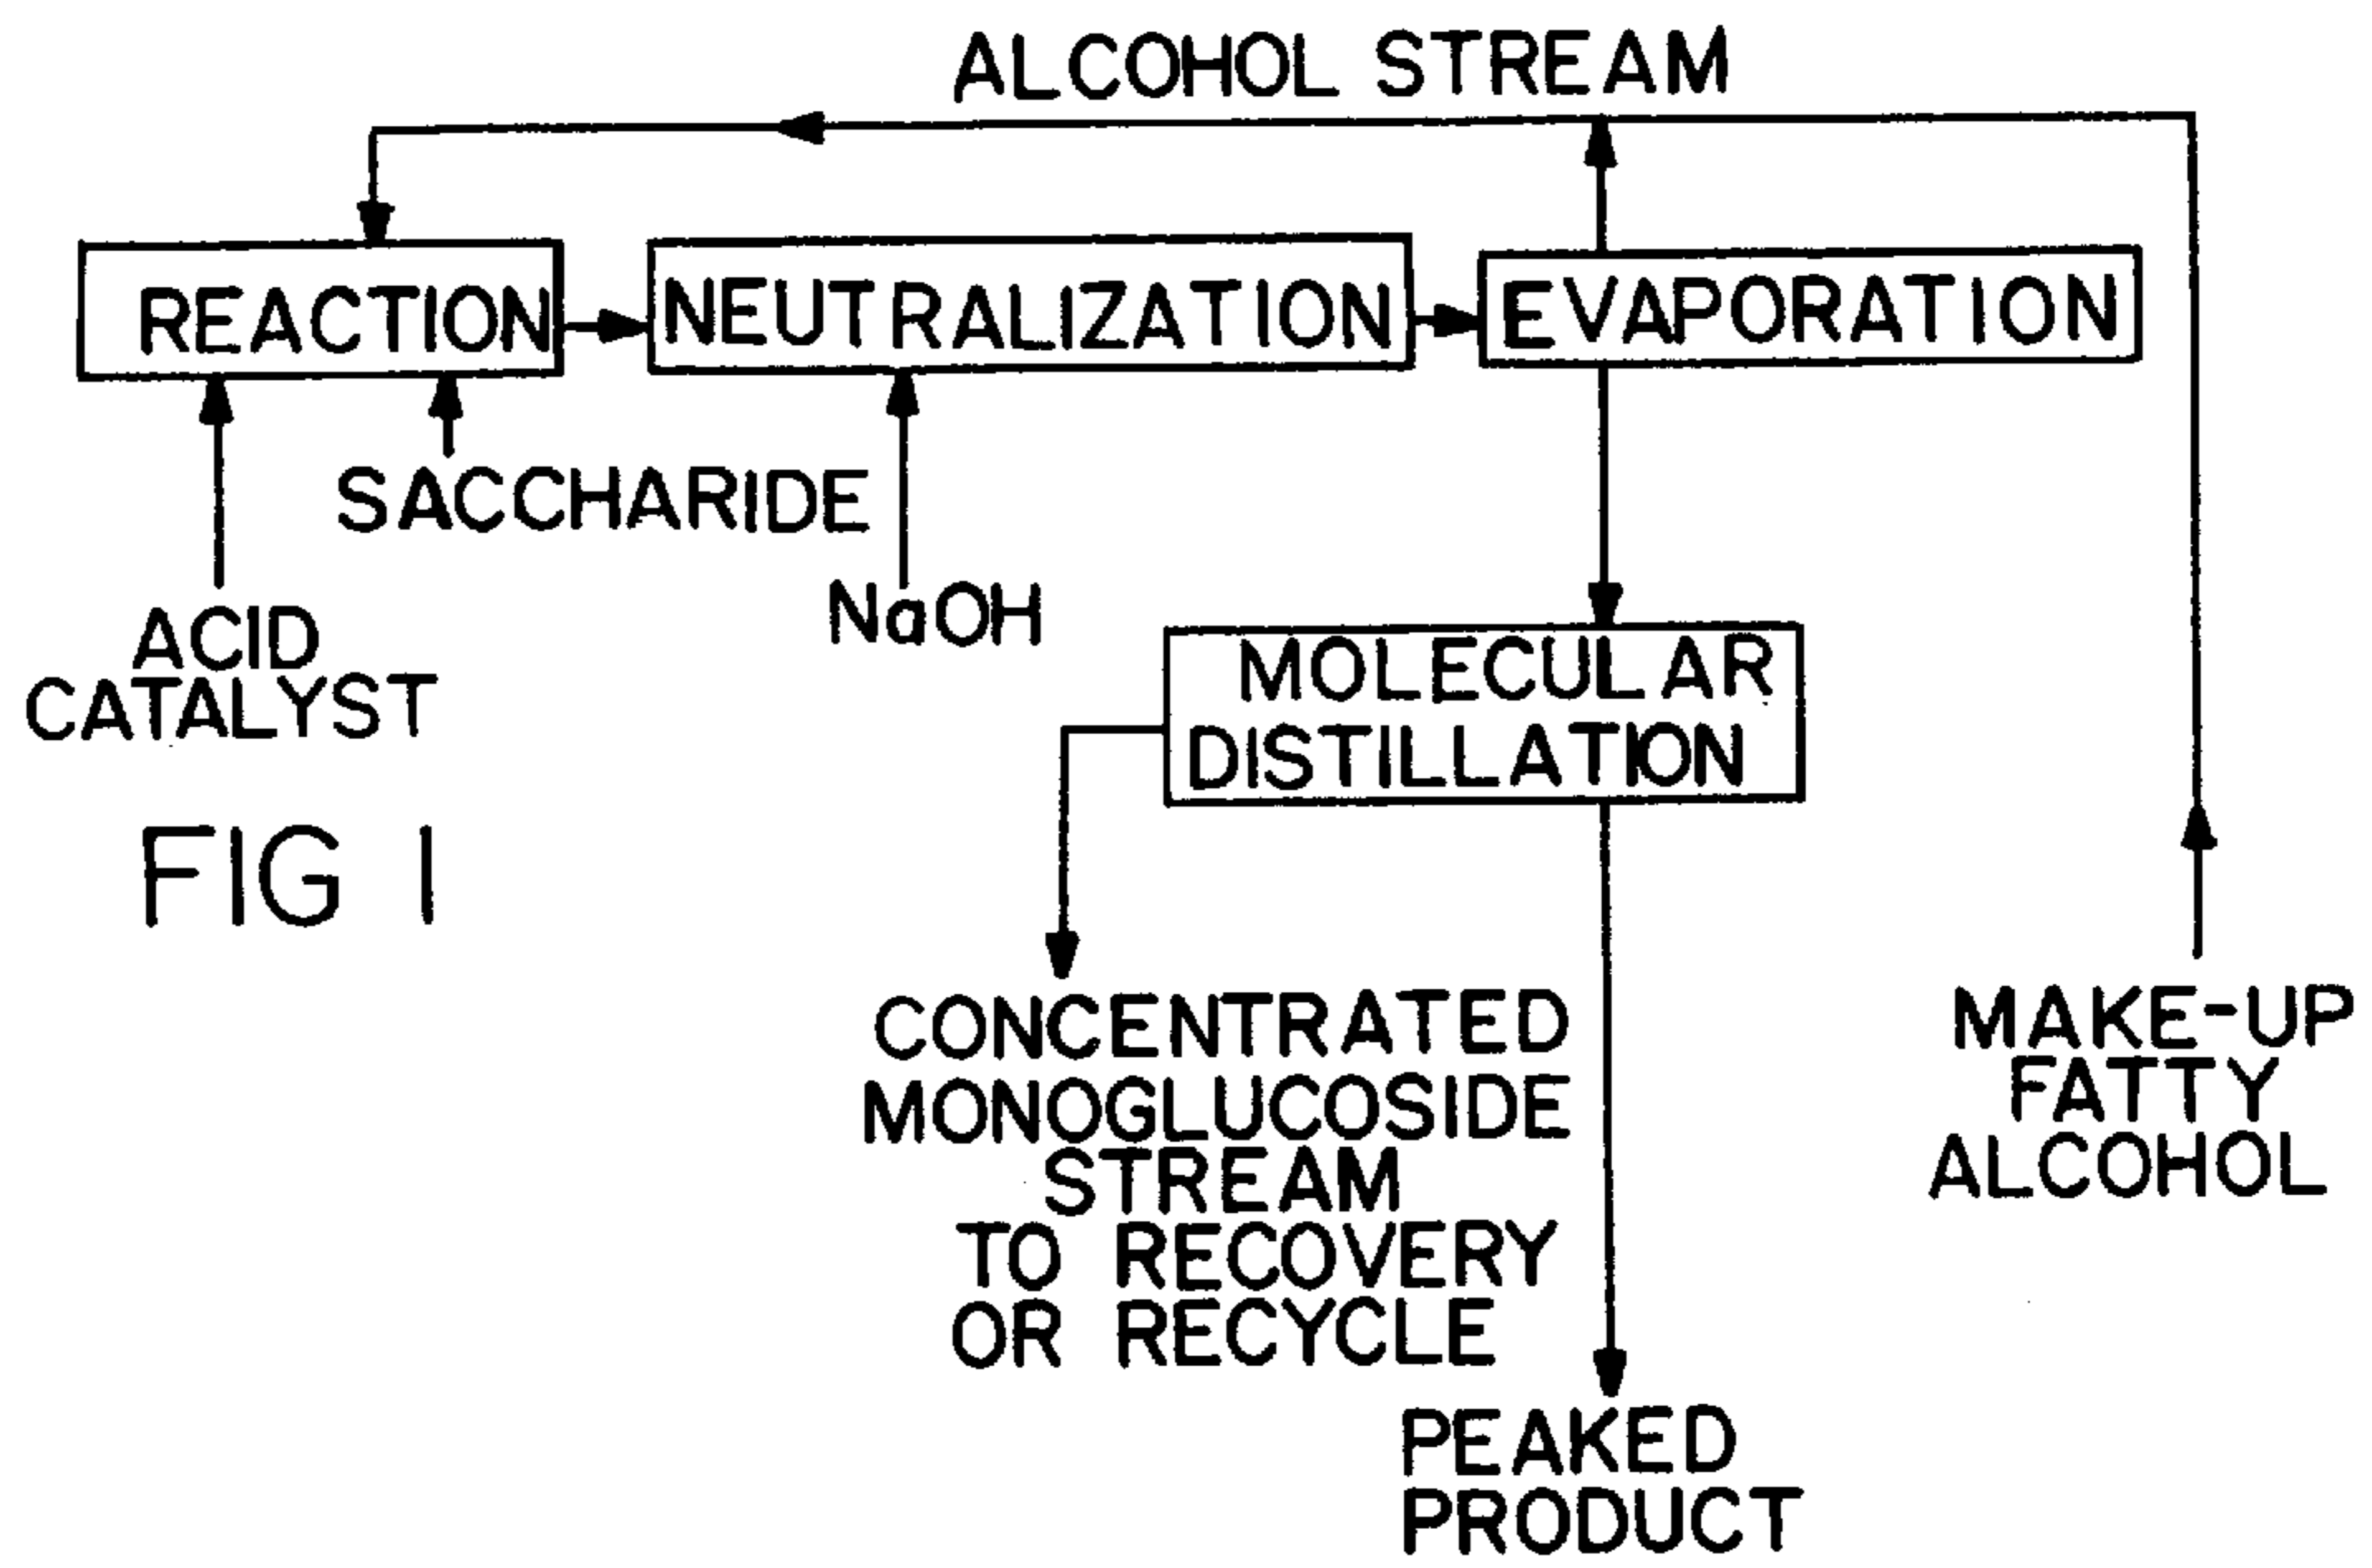 ALCOHOL STREAM
REACTION
NEUTRALIZATION
EVAPORATION
SACCHARIDE
ACID
CATALYST
NaOH
MOLECULAR
DISTILLATION
FIG 1
CONCENTRATED
MONOGLUCOSIDE
STREAM
TO RECOVERY
OR RECYCLE
MAKE-UP
FATTY
ALCOHOL
PEAKED
PRODUCT